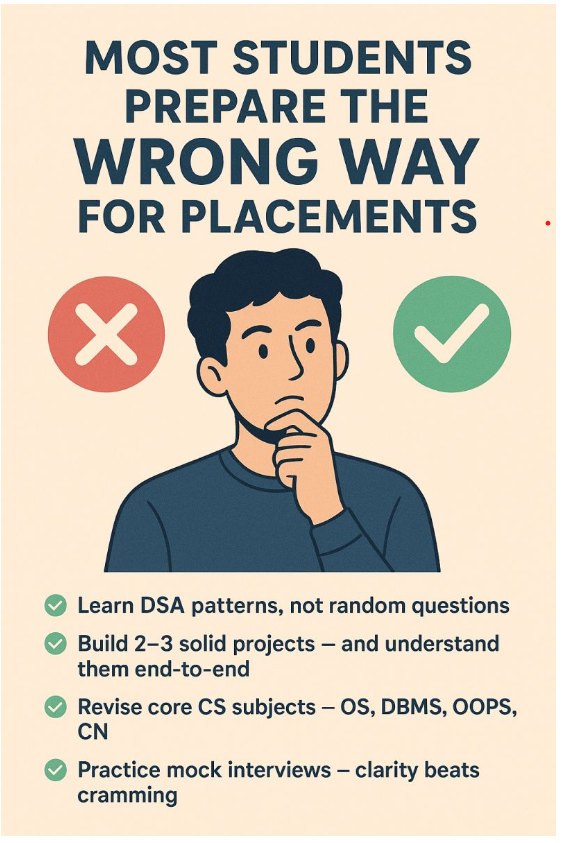 MOST STUDENTS
PREPARE THE
WRONG WAY
FOR PLACEMENTS
Learn DSA patterns, not random questions
Build 2–3 solid projects – and understand
them end-to-end
Revise core CS subjects – OS, DBMS, OOPS,
CN
Practice mock interviews – clarity beats
cramming